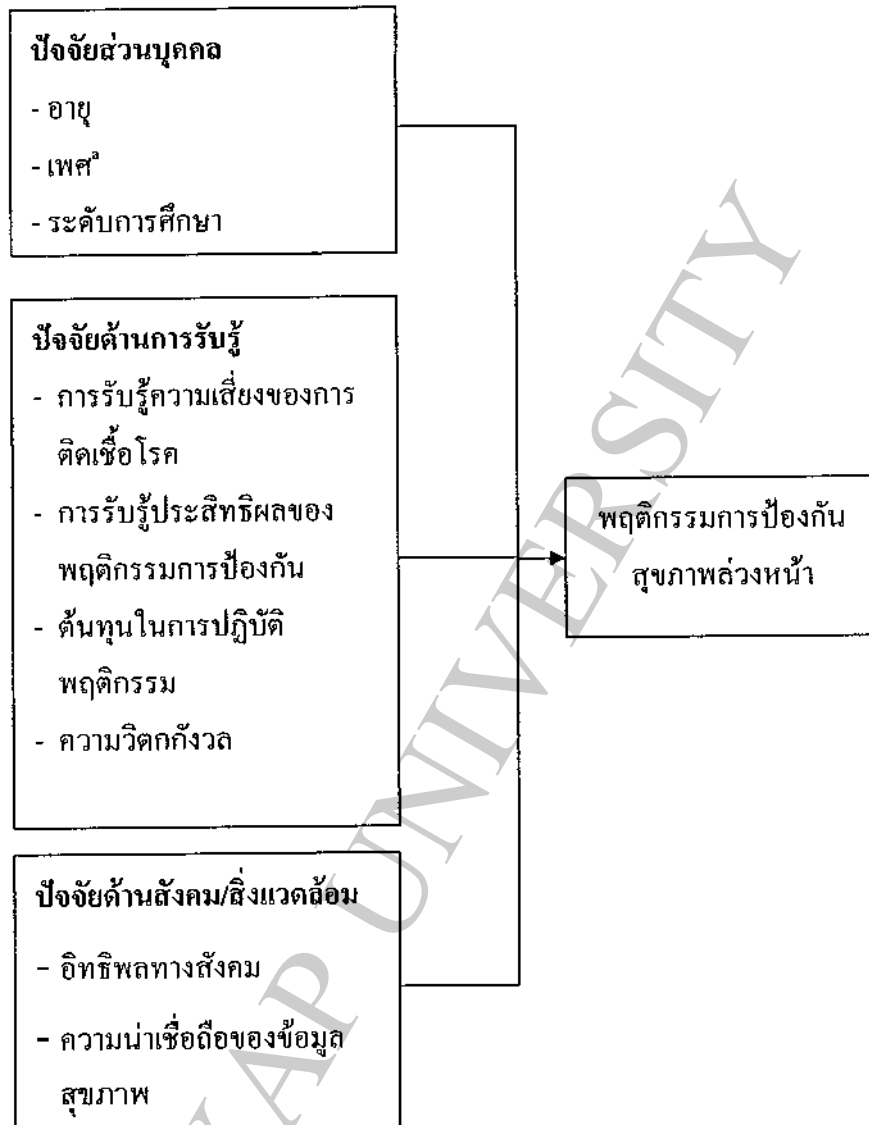 ปัจจัยส่วนบุคคล
- อายุ
- เพศª
- ระดับการศึกษา
ปัจจัยด้านการรับรู้
- การรับรู้ความเสี่ยงของการ
ติดเชื้อโรค
- การรับรู้ประสิทธิผลของ
พฤติกรรมการป้องกัน
- ต้นทุนในการปฏิบัติ
พฤติกรรม
- ความวิตกกังวล
ปัจจัยด้านสังคม/สิ่งแวดล้อม
- อิทธิพลทางสังคม
- ความน่าเชื่อถือของข้อมูล
สุขภาพ
พฤติกรรมการป้องกัน
สุขภาพล่วงหน้า
UNIVERSITY